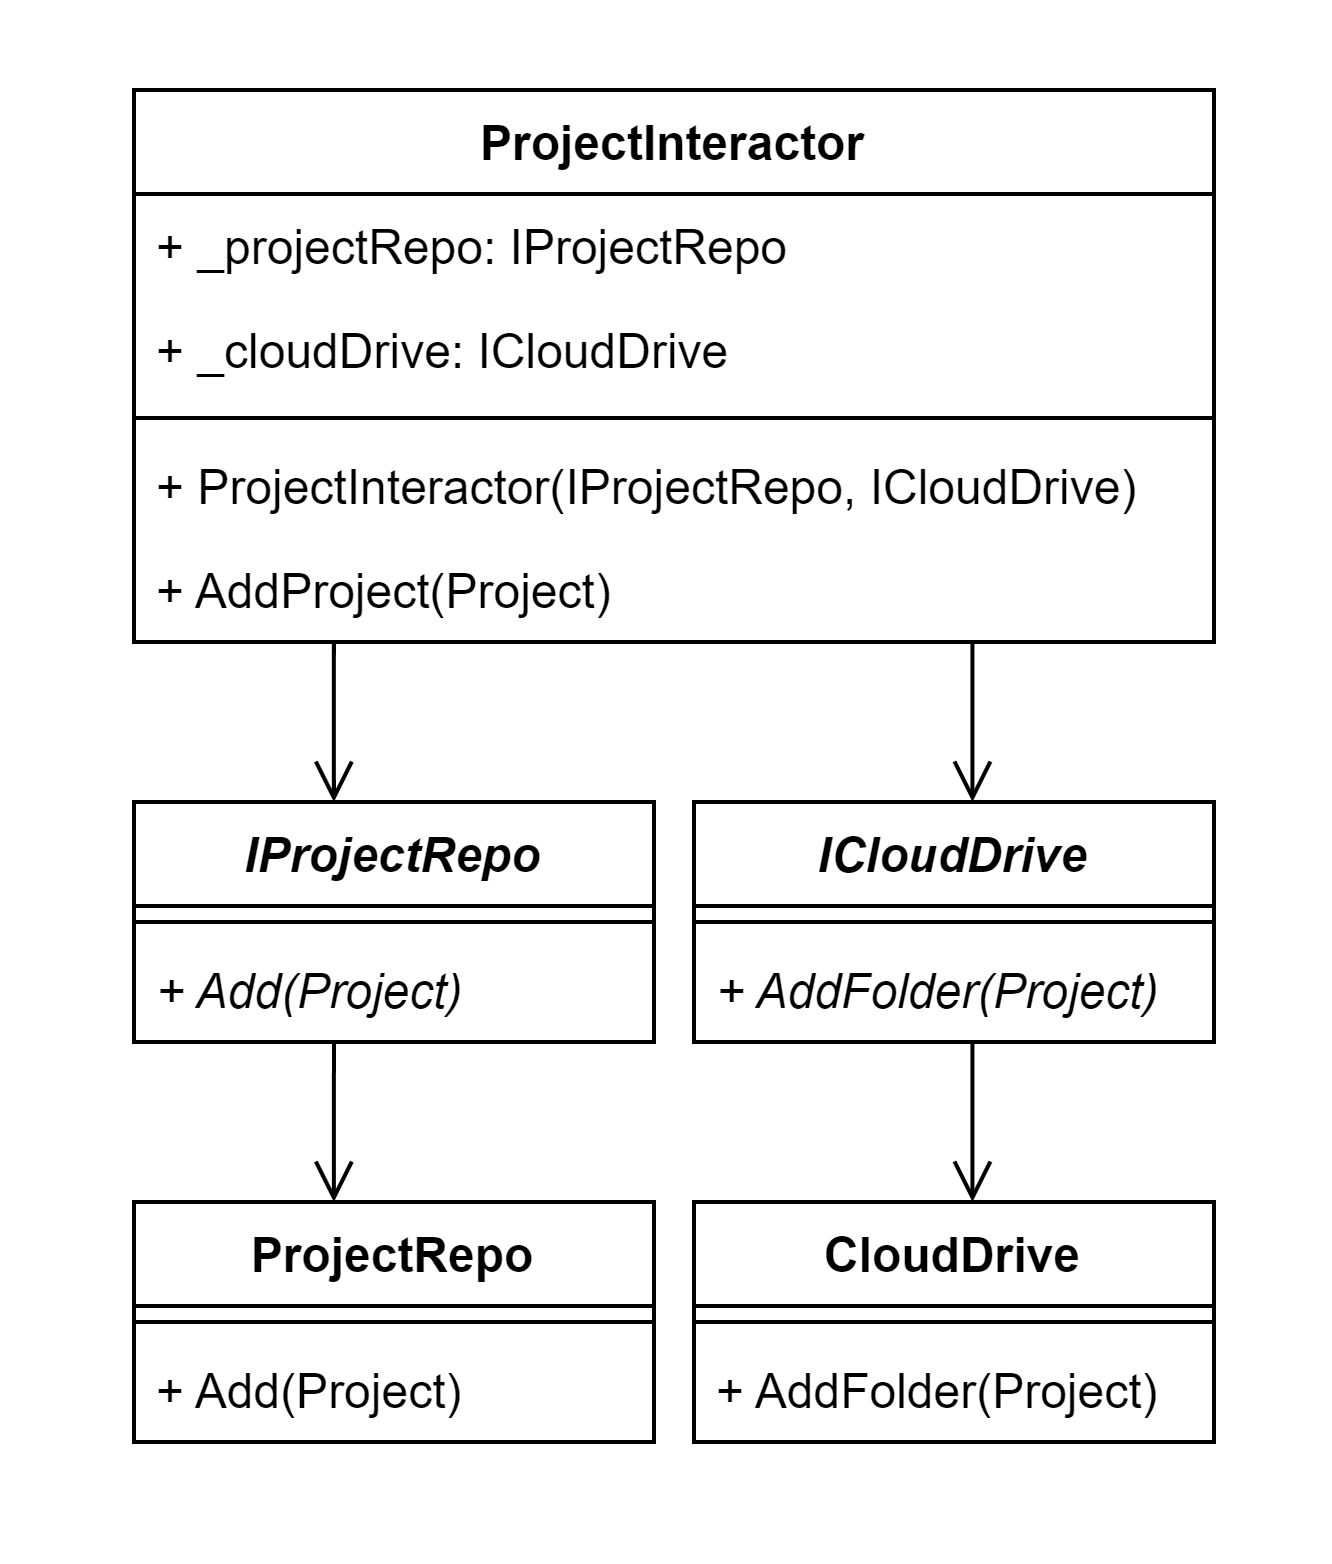 ProjectInteractor
+ _projectRepo: IProjectRepo
+ _cloudDrive: ICloudDrive
+ ProjectInteractor(IProjectRepo, ICloudDrive)
+ AddProject(Project)
IProjectRepo
+ Add(Project)
ICloudDrive
+ AddFolder(Project)
ProjectRepo
+ Add(Project)
CloudDrive
+ AddFolder(Project)